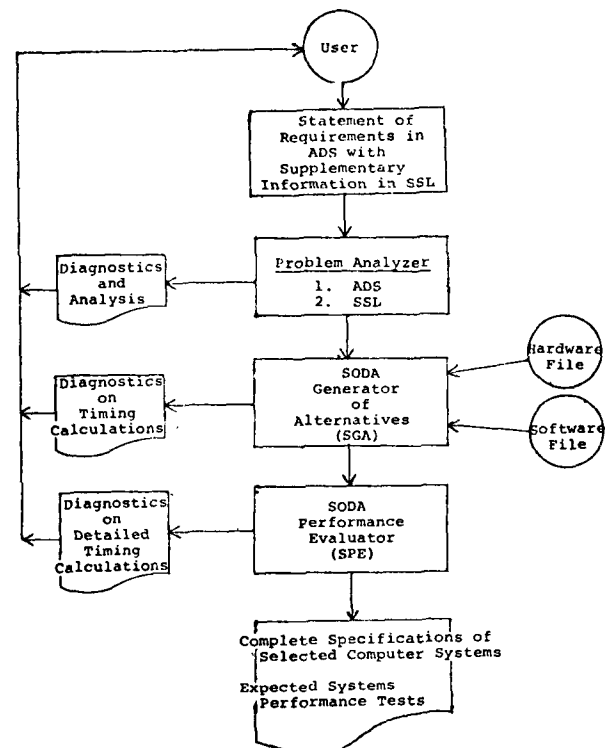 User
Statement of
Requirements in
ADS with
Supplementary
Information in SSL
Problem Analyzer
1. ADS
2. SSL
Diagnostics
and
Analysis
SODA
Generator
of
Alternatives
(SGA)
Hardware
File
Software
File
Diagnostics
on
Timing
Calculations
SODA
Performance
Evaluator
(SPE)
Diagnostics
on
Detailed
Timing
Calculations
Complete Specifications of
Selected Computer Systems
Expected Systems
Performance Tests